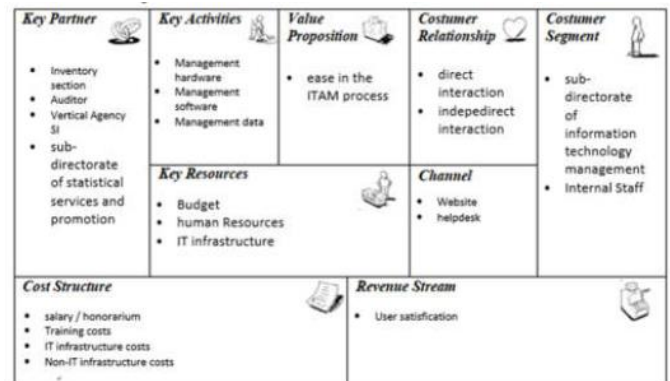 Key Partner
• Inventory
section
• Auditor
• Vertical Agency
SI
• sub-
directorate
of statistical
services and
promotion
Key Activities
• Management
hardware
• Management
software
• Management data
Value
Proposition
• ease in the
ITAM process
Costumer
Relationship
• direct
interaction
• indepedirect
interaction
Costumer
Segment
• sub-
directorate
of
information
technology
management
• Internal Staff
Key Resources
• Budget
• human Resources
• IT infrastructure
Channel
• Website
• helpdesk
Cost Structure
• salary / honorarium
• Training costs
• IT infrastructure costs
• Non-IT infrastructure costs
Revenue Stream
• User satisfication